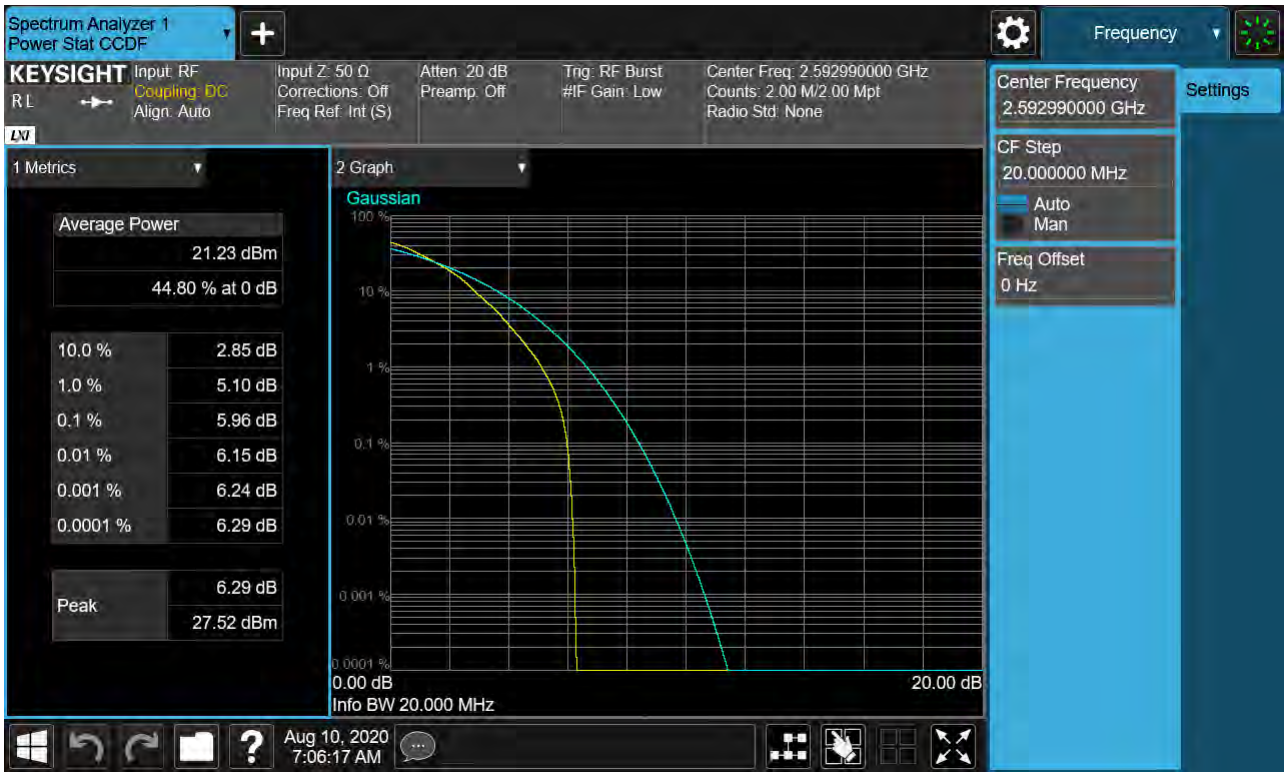 Spectrum Analyzer 1
Power Stat CCDF
+
Frequency
KEYSIGHT
RL
LXI
Input: RF
Coupling: DC
Align: Auto
Input Z: 50 Ω
Corrections: Off
Freq Ref: Int (S)
Atten: 20 dB
Preamp: Off
Trig: RF Burst
#IF Gain: Low
Center Freq: 2.592990000 GHz
Counts: 2.00 M/2.00 Mpt
Radio Std: None
Center Frequency
2.592990000 GHz
Settings
CF Step
20.000000 MHz
Auto
Man
Freq Offset
0 Hz
1 Metrics
Average Power
21.23 dBm
44.80 % at 0 dB
10.0 % 2.85 dB
1.0 % 5.10 dB
0.1 % 5.96 dB
0.01 % 6.15 dB
0.001 % 6.24 dB
0.0001 % 6.29 dB
Peak
6.29 dB
27.52 dBm
2 Graph
Gaussian
100 %
10 %
1 %
0.1 %
0.01 %
0.001 %
0.0001 %
0.00 dB 20.00 dB
Info BW 20.000 MHz
?
Aug 10, 2020
7:06:17 AM